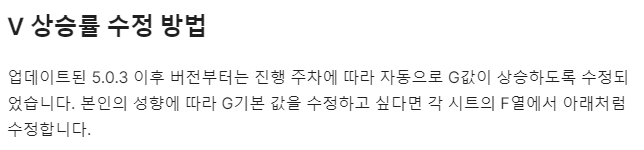 V 상승률 수정 방법
업데이트된 5.0.3 이후 버전부터는 진행 주차에 따라 자동으로 G값이 상승하도록 수정되
었습니다. 본인의 성향에 따라 G기본 값을 수정하고 싶다면 각 시트의 F열에서 아래처럼
수정합니다.